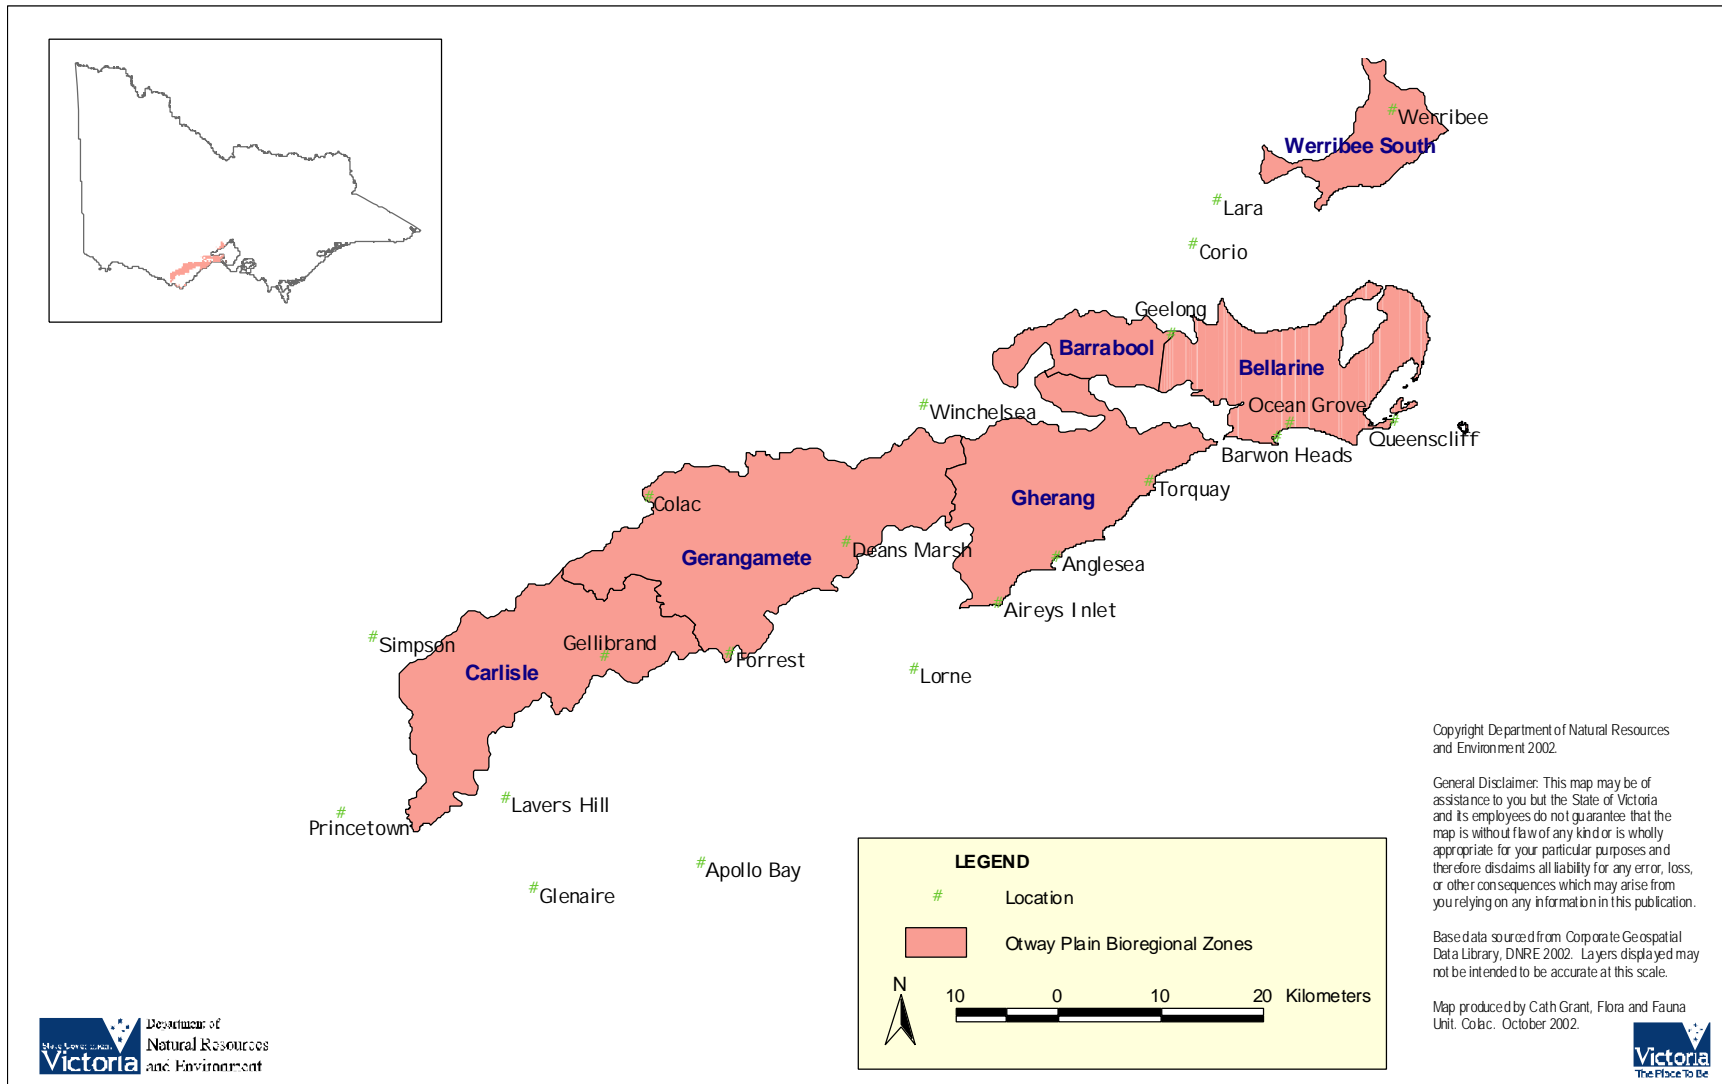 Werribee
Werribee South
Lara
Corio
Geelong
Barrabool
Bellarine
Ocean Grove
Winchelsea
Queenscliff
Barwon Heads
Torquay
Gherang
Colac
Deans Marsh
Gerangamete
Anglesea
Aireys Inlet
Simpson
Gellibrand
Forrest
Carlisle
Lorne
Lavers Hill
Princetown
Apollo Bay
Glenaire
LEGEND
# Location
Otway Plain Bioregional Zones
N
10 0 10 20 Kilometers
Copyright Department of Natural Resources
and Environment 2002.
General Disclaimer: This map may be of
assistance to you but the State of Victoria
and its employees do not guarantee that the
map is without flaw of any kind or is wholly
appropriate for your particular purposes and
therefore disclaims all liability for any error, loss,
or other consequences which may arise from
you relying on any information in this publication.
Base data sourced from Corporate Geospatial
Data Library, DNRE 2002. Layers displayed may
not be intended to be accurate at this scale.
Map produced by Cath Grant, Flora and Fauna
Unit. Colac. October 2002.
State Government
Victoria
Department of
Natural Resources
and Environment
Victoria
The Place To Be